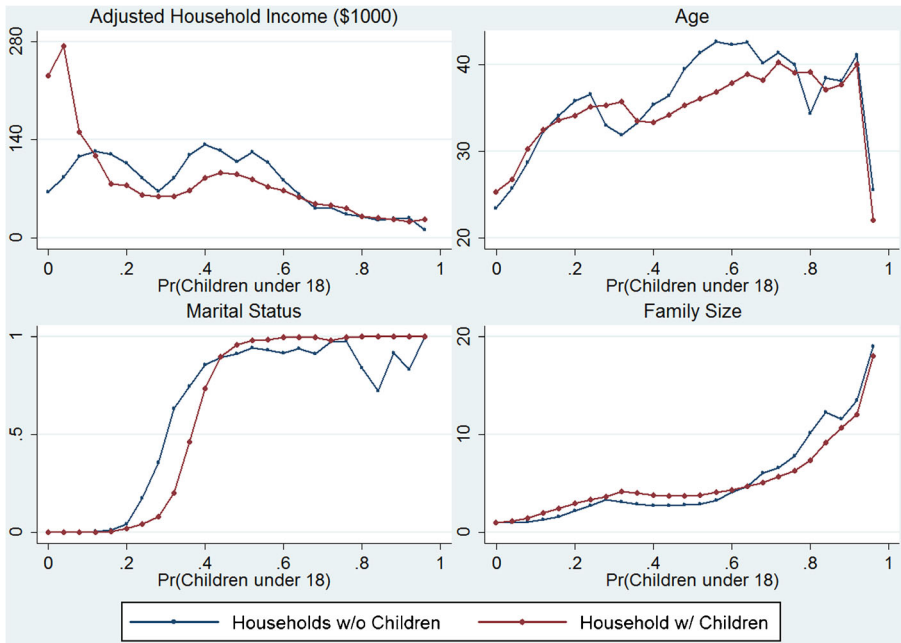 Adjusted Household Income ($1000)
280
140
0
0 .2 .4 .6 .8 1
Pr(Children under 18)
Age
40
30
20
0 .2 .4 .6 .8 1
Pr(Children under 18)
Marital Status
1
.5
0
0 .2 .4 .6 .8 1
Pr(Children under 18)
Family Size
20
10
0
0 .2 .4 .6 .8 1
Pr(Children under 18)
Households w/o Children
Household w/ Children